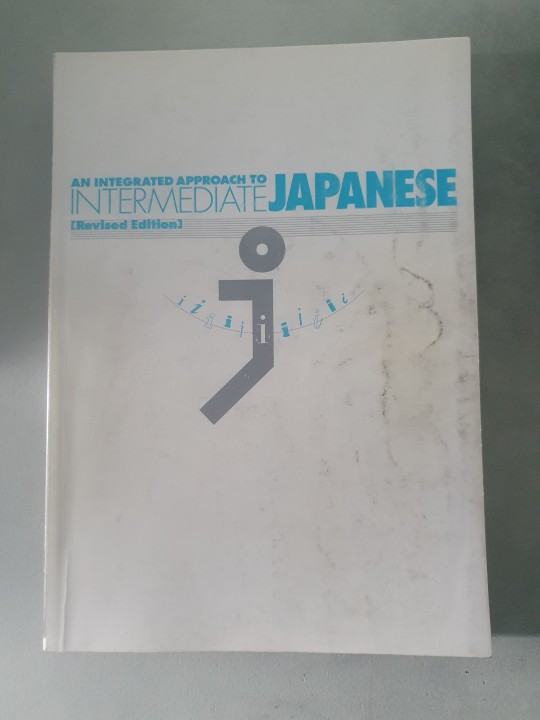 AN INTEGRATED APPROACH TO
INTERMEDIATE JAPANESE
[Revised Edition]
j
i i i i i i i i i i